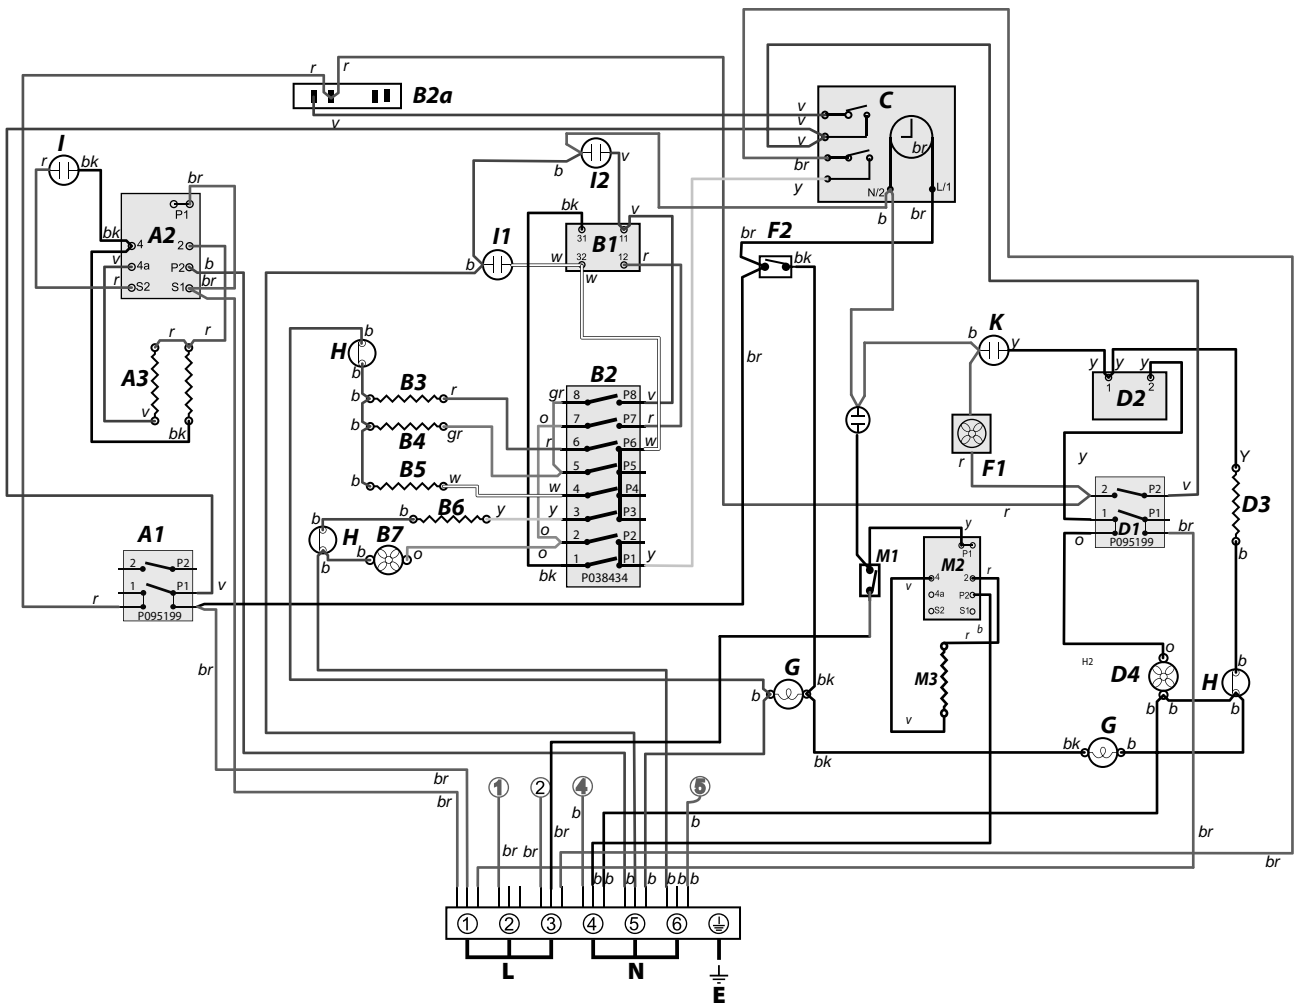 r
r
B2a
v
C
v
v
v
br
y
br
N/2
L/1
b
br
I
r
bk
br
P1
bk
4
A2
2
v
4a
P2
b
r
S2
S1
br
r
r
A3
v
bk
b
v
I2
bk
v
I1
b
w
31
11
B1
32
12
r
w
br
F2
bk
br
H
b
b
b
B3
r
b
B4
gr
b
B5
w
b
B6
y
b
H
B7
b
b
o
B2
gr
8
P8
v
o
7
P7
r
r
6
P6
w
5
P5
w
4
P4
y
3
P3
o
2
P2
o
1
P1
y
bk
P038434
b
K
y
y
y
y
1
2
D2
F1
r
y
r
Y
D3
b
2
P2
v
1
P1
D1
br
o
P095199
A1
2
P2
1
P1
v
r
P095199
br
M1
y
P1
M2
v
4
2
r
4a
P2
S2
S1
b
r
M3
v
G
b
bk
bk
H2
o
D4
b
b
b
H
b
G
bk
b
br
br
1
2
4
5
br
br
br
b
b
b
b
b
b
b
b
br
br
1
2
3
4
5
6
L
N
E